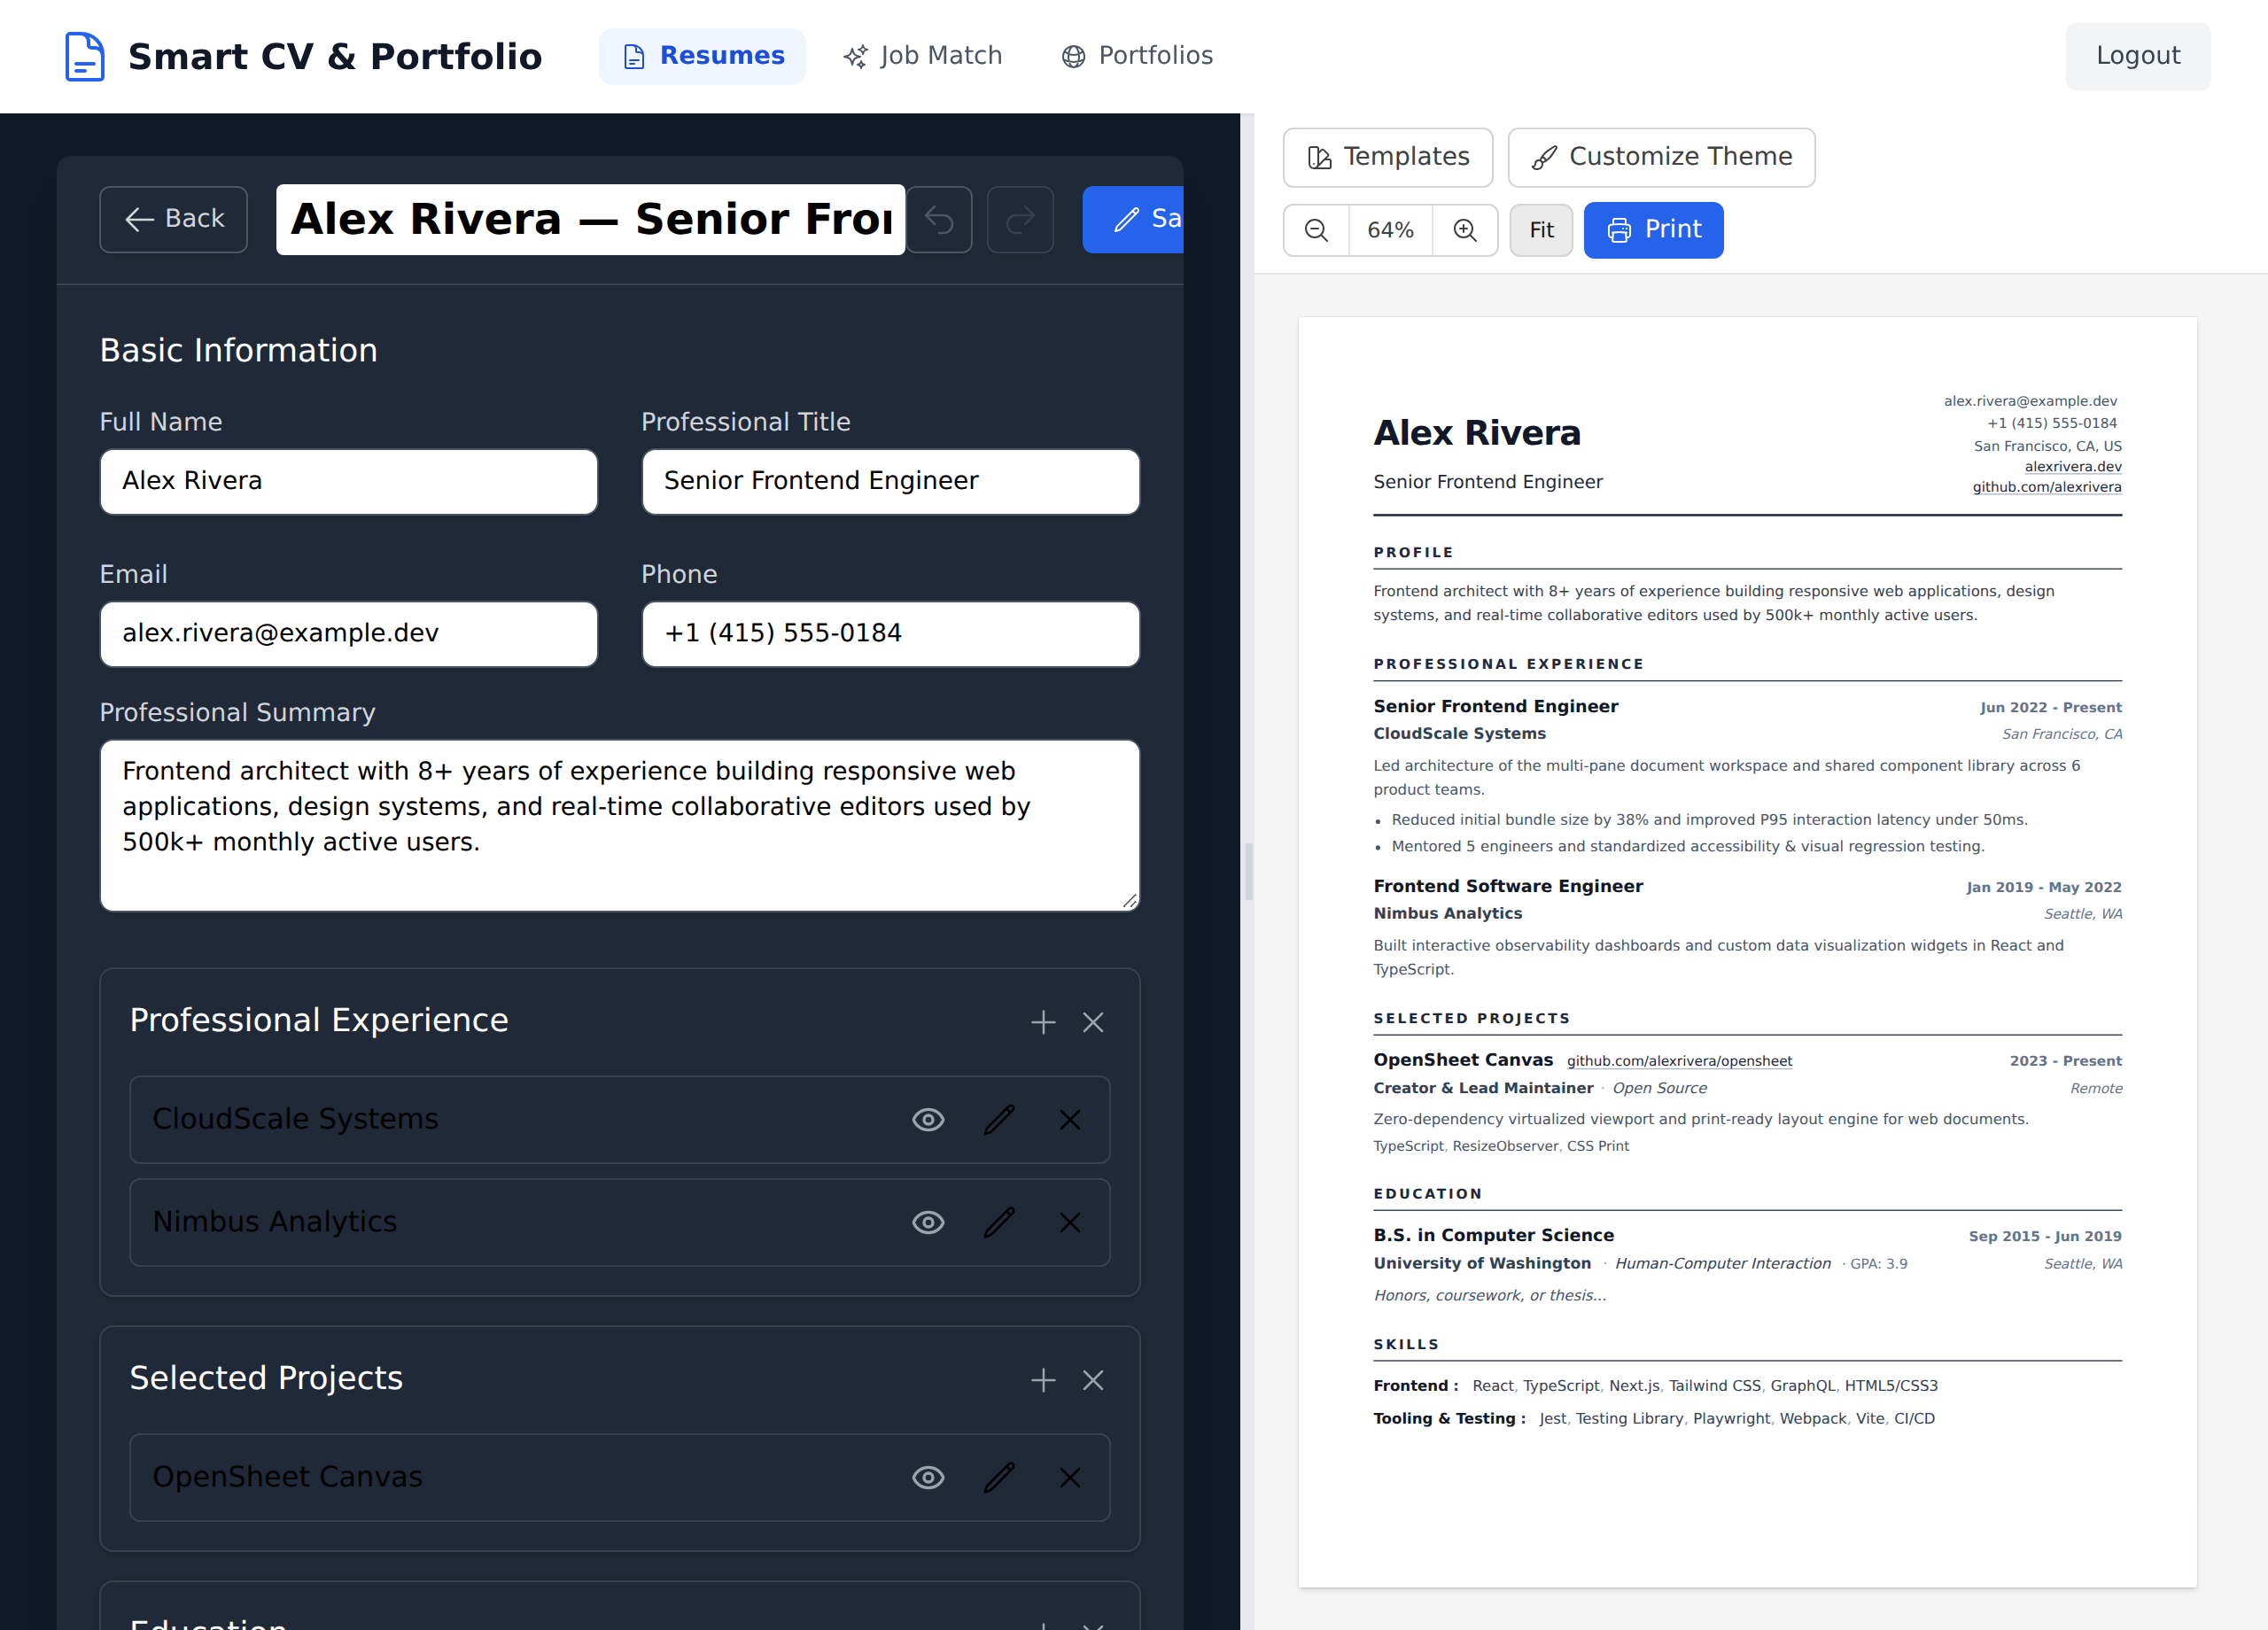 Smart CV & Portfolio
Resumes
Job Match
Portfolios
Logout
Back
Alex Rivera — Senior Fron
Sa
Basic Information
Full Name
Professional Title
Alex Rivera
Senior Frontend Engineer
Email
Phone
alex.rivera@example.dev
+1 (415) 555-0184
Professional Summary
Frontend architect with 8+ years of experience building responsive web
applications, design systems, and real-time collaborative editors used by
500k+ monthly active users.
Professional Experience
CloudScale Systems
Nimbus Analytics
Selected Projects
OpenSheet Canvas
Education
Templates
Customize Theme
64%
Fit
Print
Alex Rivera
Senior Frontend Engineer
alex.rivera@example.dev
+1 (415) 555-0184
San Francisco, CA, US
alexrivera.dev
github.com/alexrivera
PROFILE
Frontend architect with 8+ years of experience building responsive web applications, design
systems, and real-time collaborative editors used by 500k+ monthly active users.
PROFESSIONAL EXPERIENCE
Senior Frontend Engineer Jun 2022 - Present
CloudScale Systems San Francisco, CA
Led architecture of the multi-pane document workspace and shared component library across 6
product teams.
• Reduced initial bundle size by 38% and improved P95 interaction latency under 50ms.
• Mentored 5 engineers and standardized accessibility & visual regression testing.
Frontend Software Engineer Jan 2019 - May 2022
Nimbus Analytics Seattle, WA
Built interactive observability dashboards and custom data visualization widgets in React and
TypeScript.
SELECTED PROJECTS
OpenSheet Canvas github.com/alexrivera/opensheet 2023 - Present
Creator & Lead Maintainer · Open Source Remote
Zero-dependency virtualized viewport and print-ready layout engine for web documents.
TypeScript, ResizeObserver, CSS Print
EDUCATION
B.S. in Computer Science Sep 2015 - Jun 2019
University of Washington · Human-Computer Interaction · GPA: 3.9 Seattle, WA
Honors, coursework, or thesis...
SKILLS
Frontend : React, TypeScript, Next.js, Tailwind CSS, GraphQL, HTML5/CSS3
Tooling & Testing : Jest, Testing Library, Playwright, Webpack, Vite, CI/CD